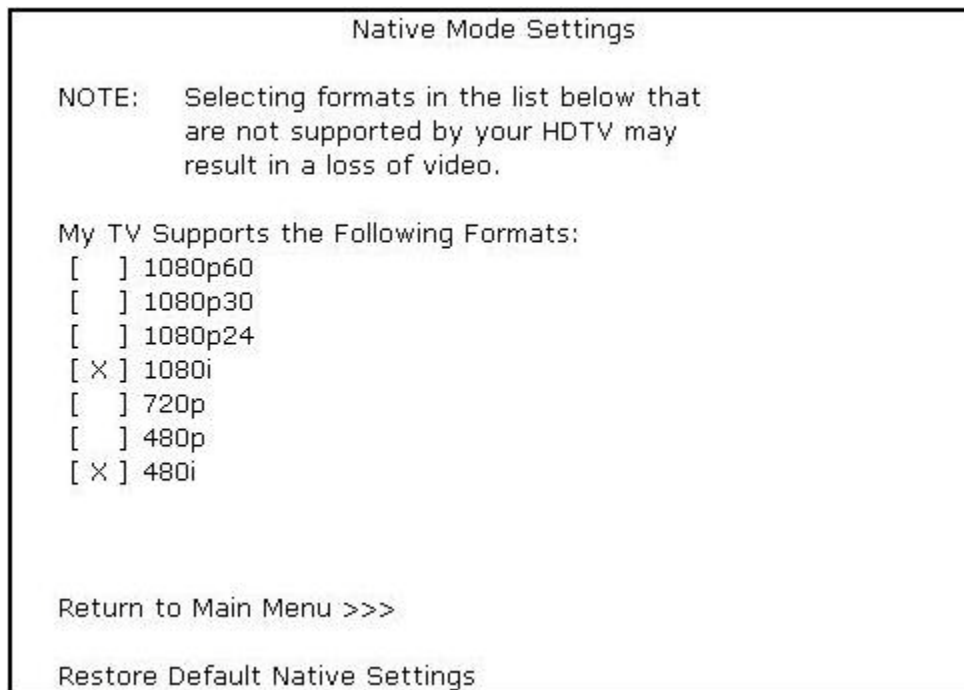 Native Mode Settings
NOTE: Selecting formats in the list below that
are not supported by your HDTV may
result in a loss of video.
My TV Supports the Following Formats:
[ ] 1080p60
[ ] 1080p30
[ ] 1080p24
[ X ] 1080i
[ ] 720p
[ ] 480p
[ X ] 480i
Return to Main Menu >>>
Restore Default Native Settings